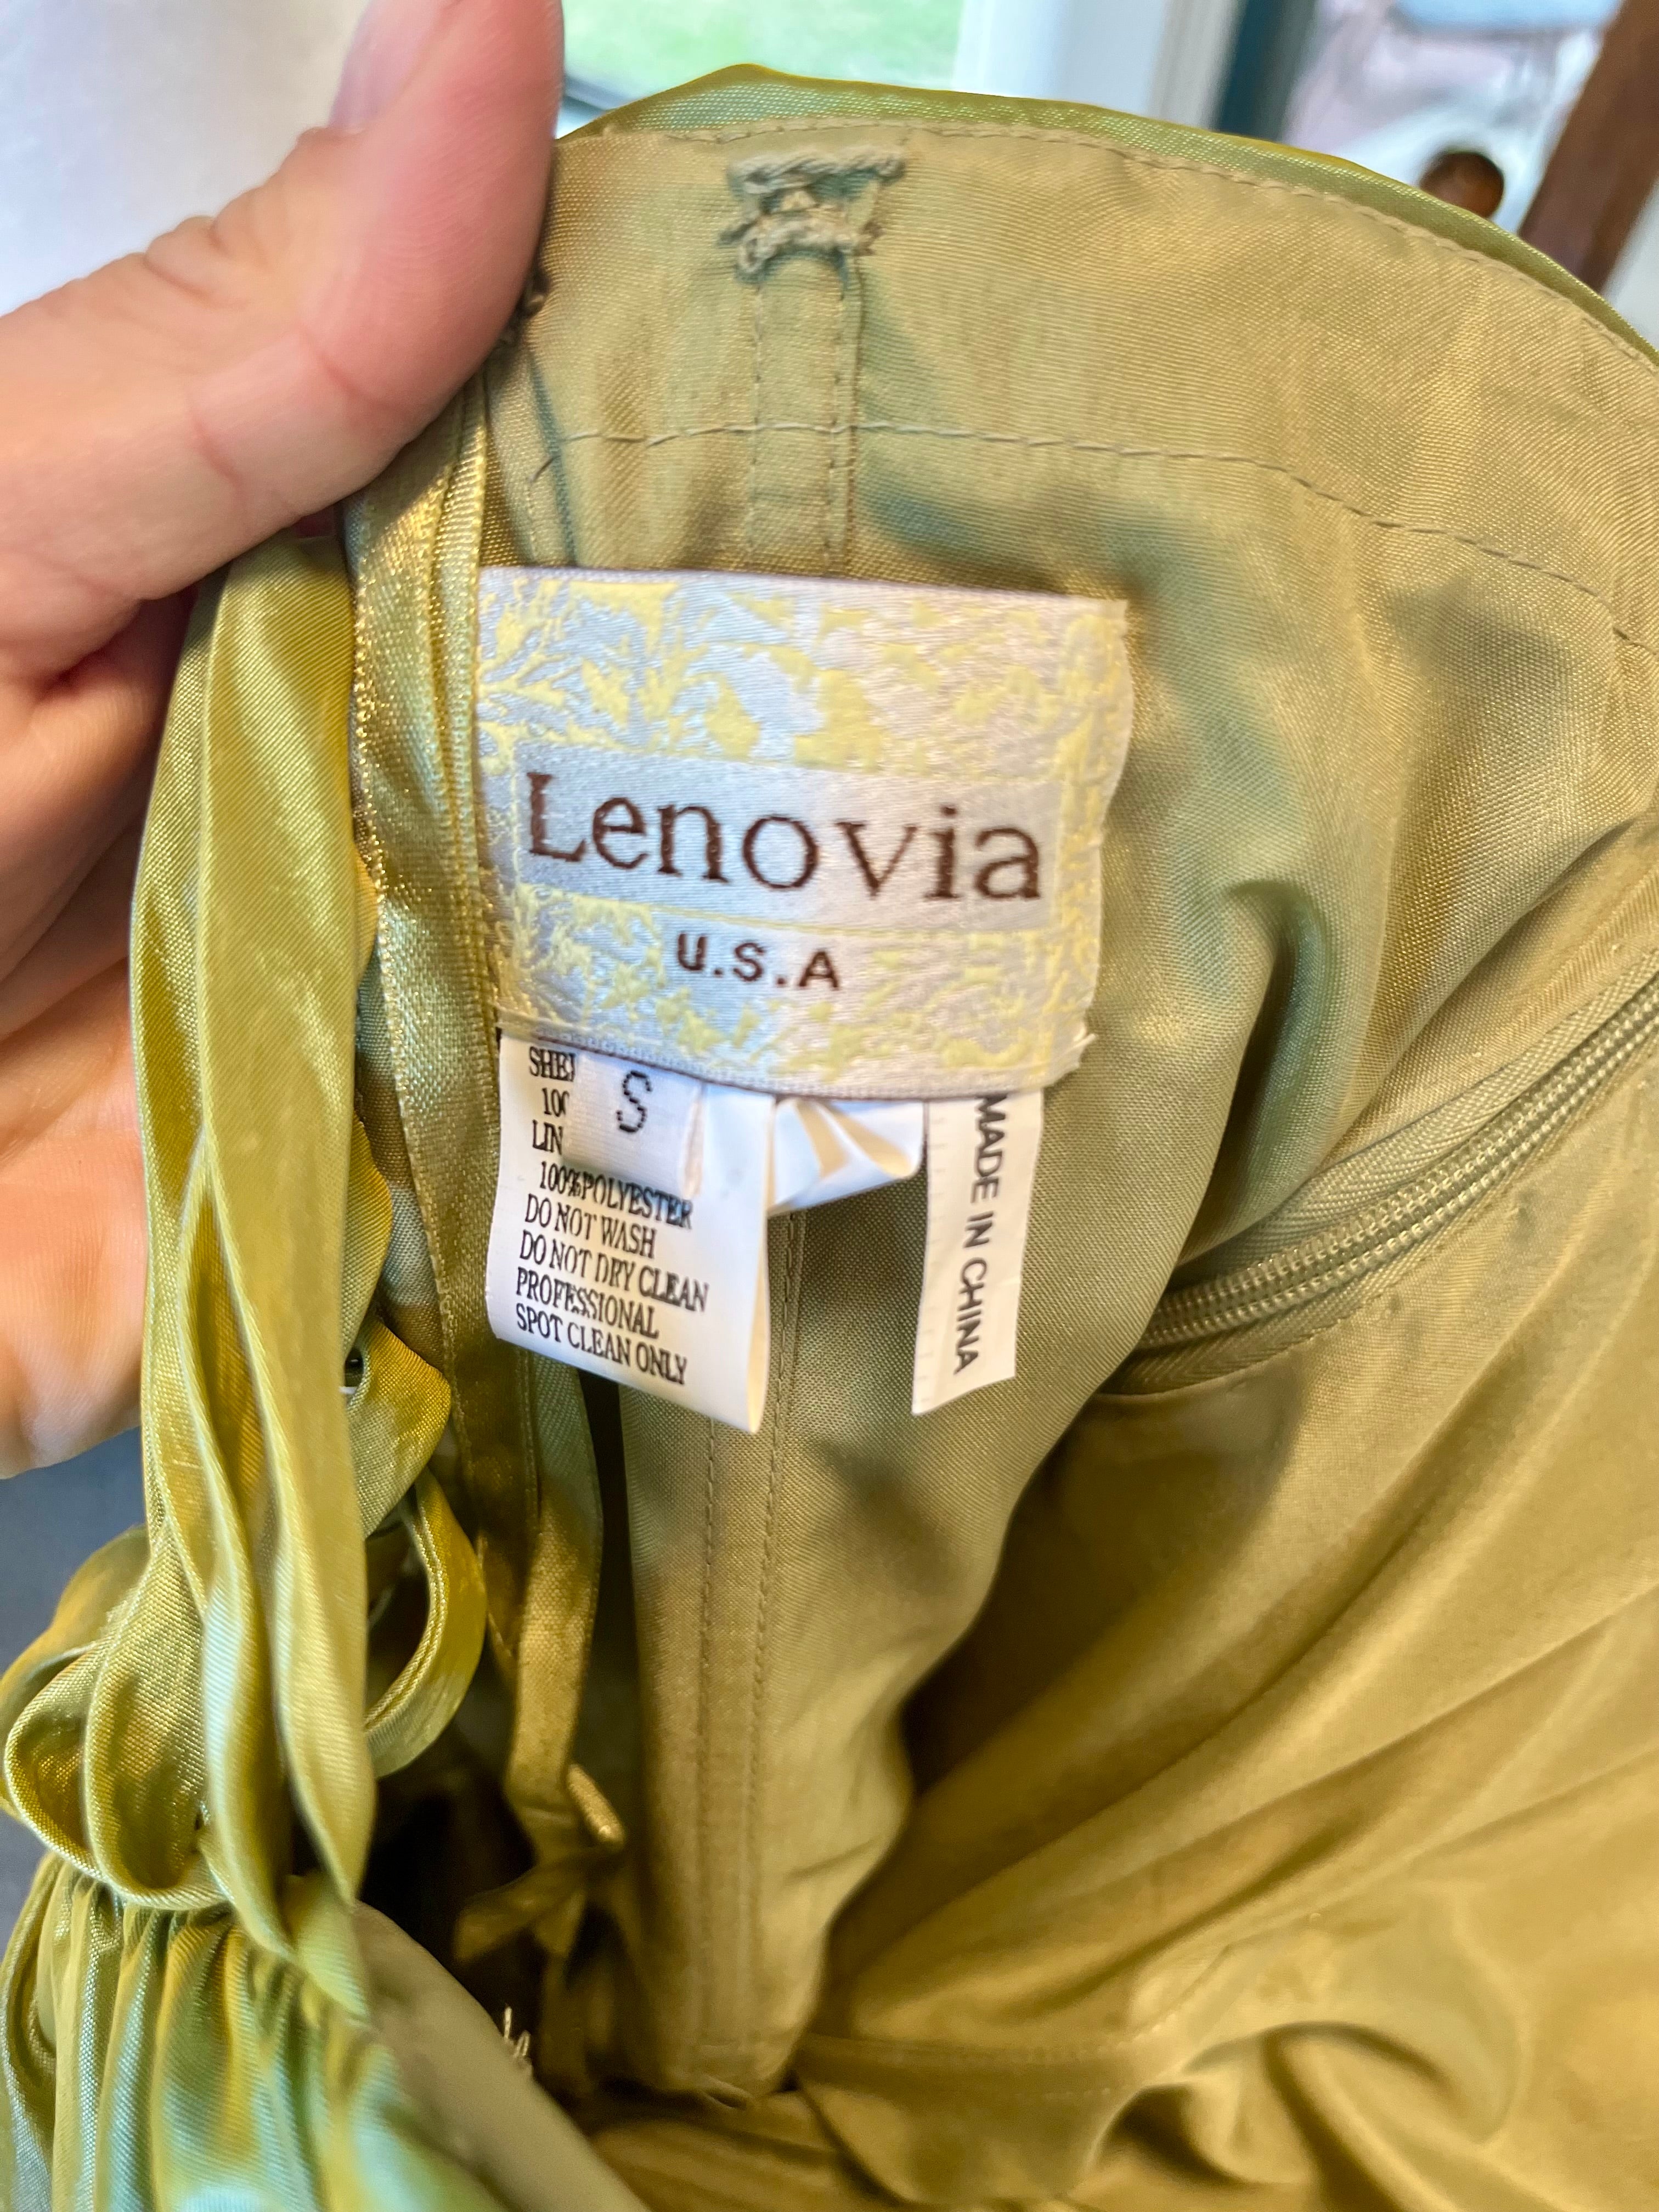 Lenovia
U.S.A
S
100%POLYESTER
DO NOT WASH
DO NOT DRY CLEAN
PROFESSIONAL
SPOT CLEAN ONLY
MADE IN CHINA